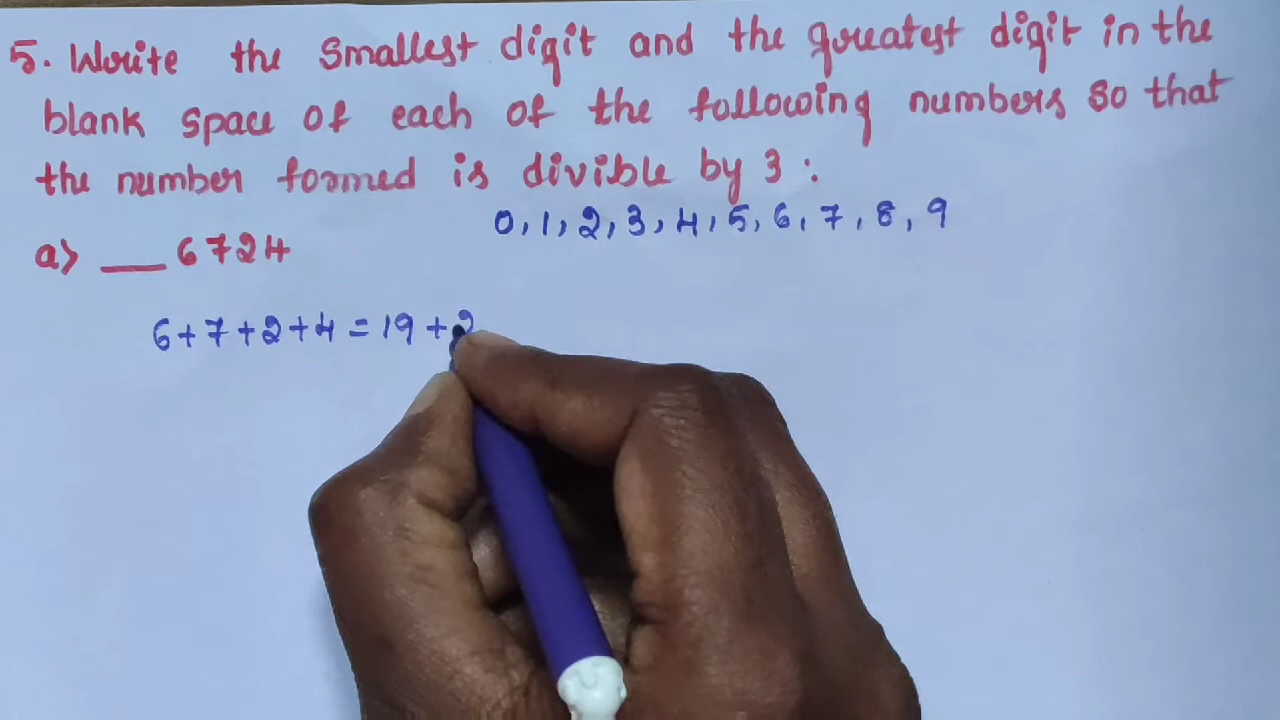 5. Write the smallest digit and the greatest digit in the
blank space of each of the following numbers so that
the number formed is divible by 3 :
0, 1, 2, 3, 4, 5, 6, 7, 8, 9
a) __ 6724
6+7+2+4 = 19 + 2